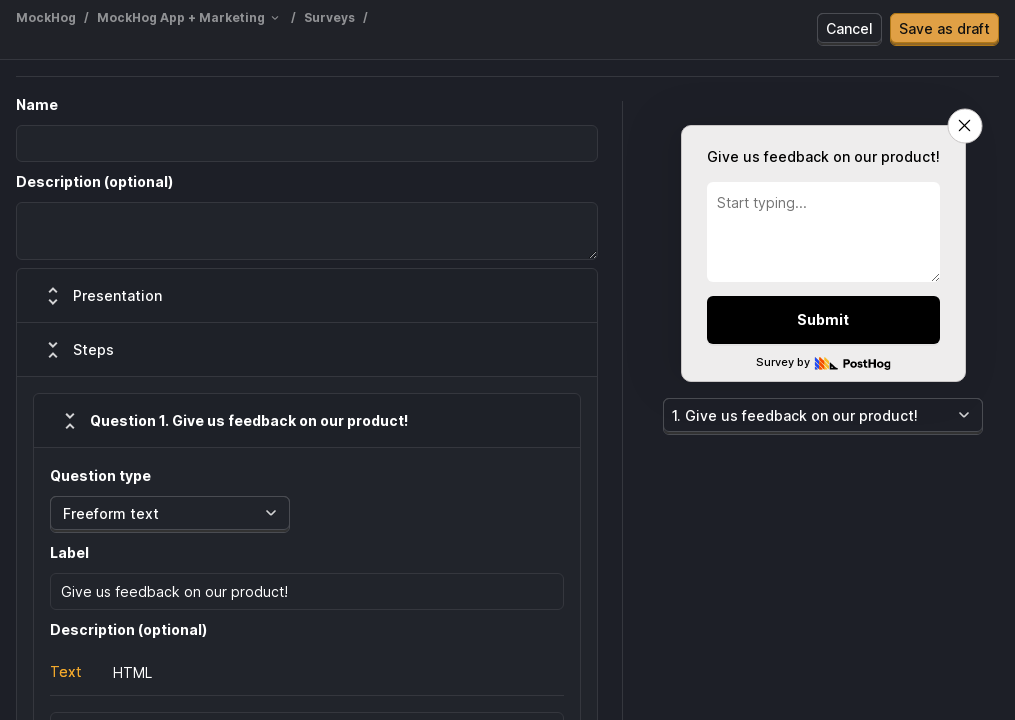 MockHog / MockHog App + Marketing / Surveys /
Cancel
Save as draft
Name
Description (optional)
Presentation
Steps
Question 1. Give us feedback on our product!
Question type
Freeform text
Label
Give us feedback on our product!
Description (optional)
Text
HTML
Give us feedback on our product!
Start typing...
Submit
Survey by PostHog
1. Give us feedback on our product!